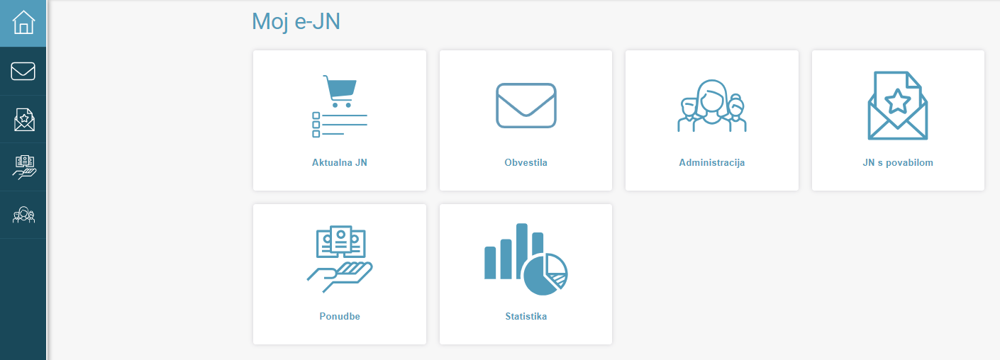 Moj e-JN
Aktualna JN
Obvestila
Administracija
JN s povabilom
Ponudbe
Statistika